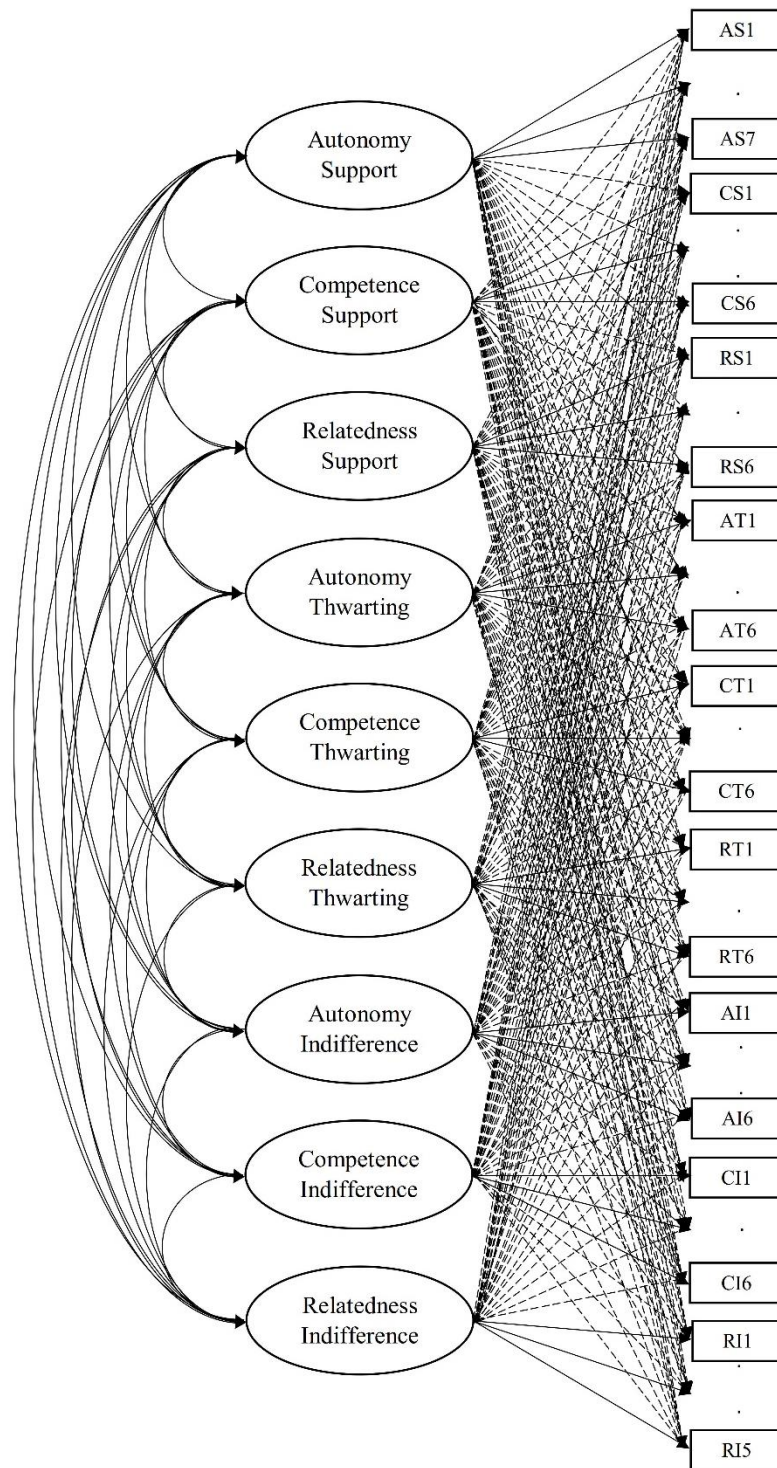 Autonomy
Support
Competence
Support
Relatedness
Support
Autonomy
Thwarting
Competence
Thwarting
Relatedness
Thwarting
Autonomy
Indifference
Competence
Indifference
Relatedness
Indifference
AS1
AS7
CS1
CS6
RS1
RS6
AT1
AT6
CT1
CT6
RT1
RT6
AI1
AI6
CI1
CI6
RI1
RI5